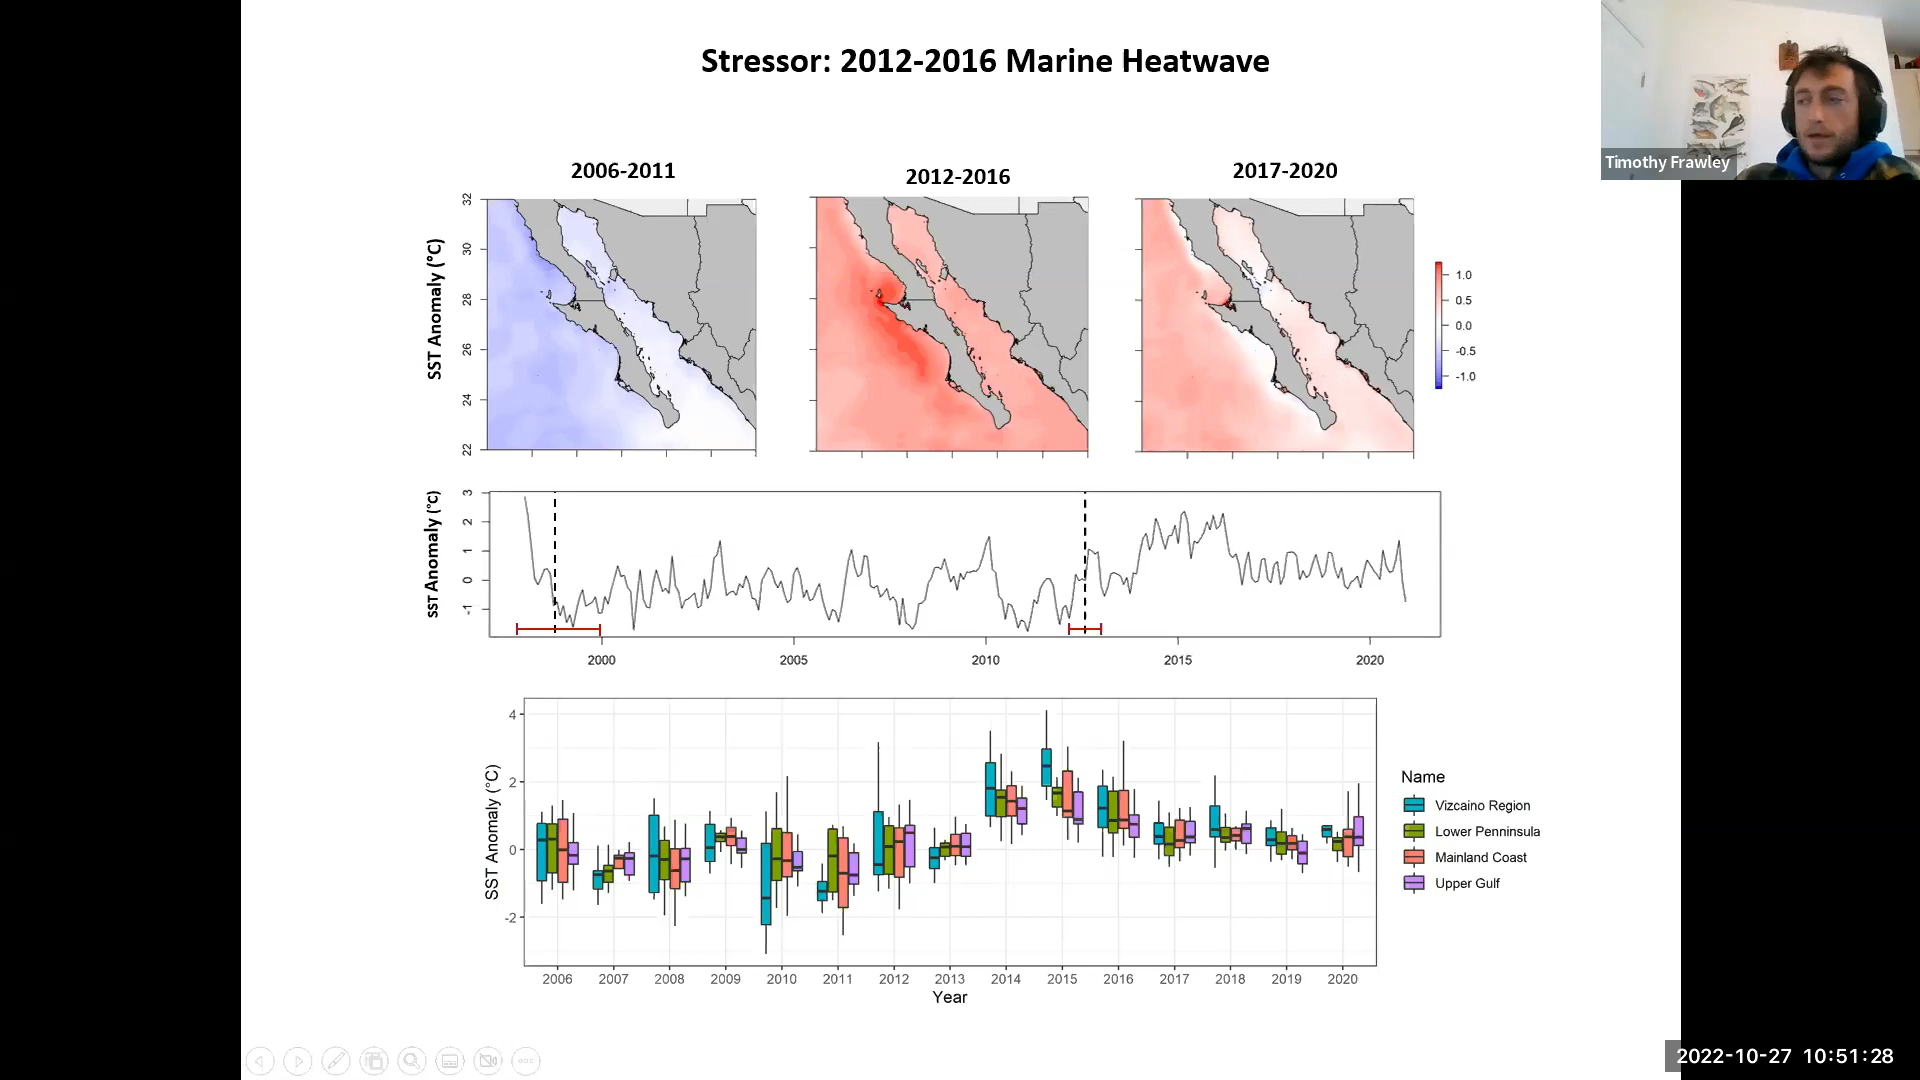 Stressor: 2012-2016 Marine Heatwave
Timothy Frawley
2006-2011
2012-2016
2017-2020
SST Anomaly (°C)
32
30
28
26
24
22
1.0
0.5
0.0
-0.5
-1.0
SST Anomaly (°C)
3
2
1
0
-1
2000 2005 2010 2015 2020
SST Anomaly (°C)
4
2
0
-2
2006 2007 2008 2009 2010 2011 2012 2013 2014 2015 2016 2017 2018 2019 2020
Year
Name
Vizcaino Region
Lower Penninsula
Mainland Coast
Upper Gulf
2022-10-27 10:51:28